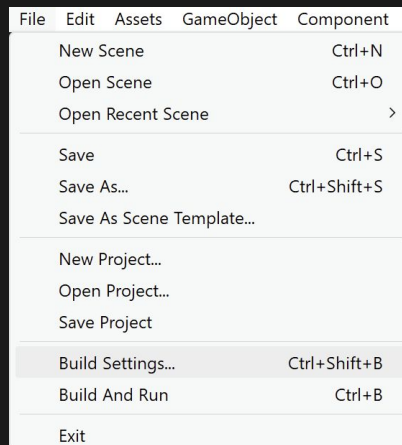 File Edit Assets GameObject Component
New Scene Ctrl+N
Open Scene Ctrl+O
Open Recent Scene >
Save Ctrl+S
Save As... Ctrl+Shift+S
Save As Scene Template...
New Project...
Open Project...
Save Project
Build Settings... Ctrl+Shift+B
Build And Run Ctrl+B
Exit